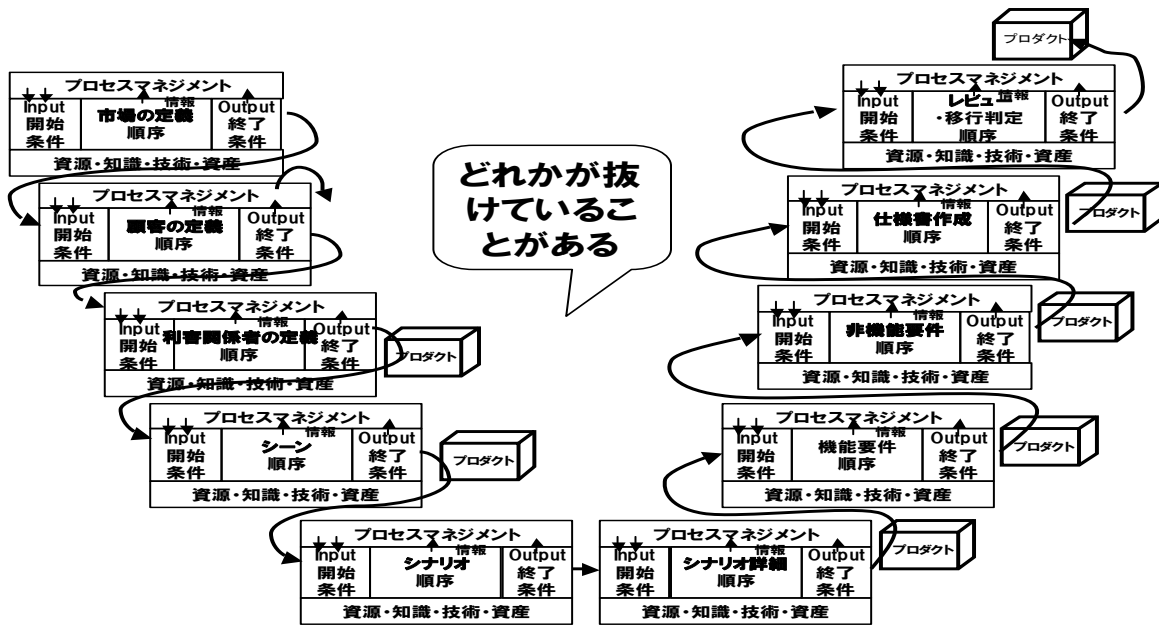 プロセスマネジメント
Input
開始
条件
情報
市場の定義
順序
Output
終了
条件
資源・知識・技術・資産
プロセスマネジメント
Input
開始
条件
情報
顧客の定義
順序
Output
終了
条件
資源・知識・技術・資産
プロセスマネジメント
Input
開始
条件
情報
利害関係者の定義
順序
Output
終了
条件
資源・知識・技術・資産
プロダクト
プロセスマネジメント
Input
開始
条件
情報
シーン
順序
Output
終了
条件
資源・知識・技術・資産
プロダクト
プロセスマネジメント
Input
開始
条件
情報
シナリオ
順序
Output
終了
条件
資源・知識・技術・資産
どれかが抜
けているこ
とがある
プロセスマネジメント
Input
開始
条件
情報
シナリオ詳細
順序
Output
終了
条件
資源・知識・技術・資産
プロダクト
プロセスマネジメント
Input
開始
条件
情報
機能要件
順序
Output
終了
条件
資源・知識・技術・資産
プロダクト
プロセスマネジメント
Input
開始
条件
情報
非機能要件
順序
Output
終了
条件
資源・知識・技術・資産
プロダクト
プロセスマネジメント
Input
開始
条件
情報
仕様書作成
順序
Output
終了
条件
資源・知識・技術・資産
プロダクト
プロセスマネジメント
Input
開始
条件
情報
レビュー
・移行判定
順序
Output
終了
条件
資源・知識・技術・資産
プロダクト